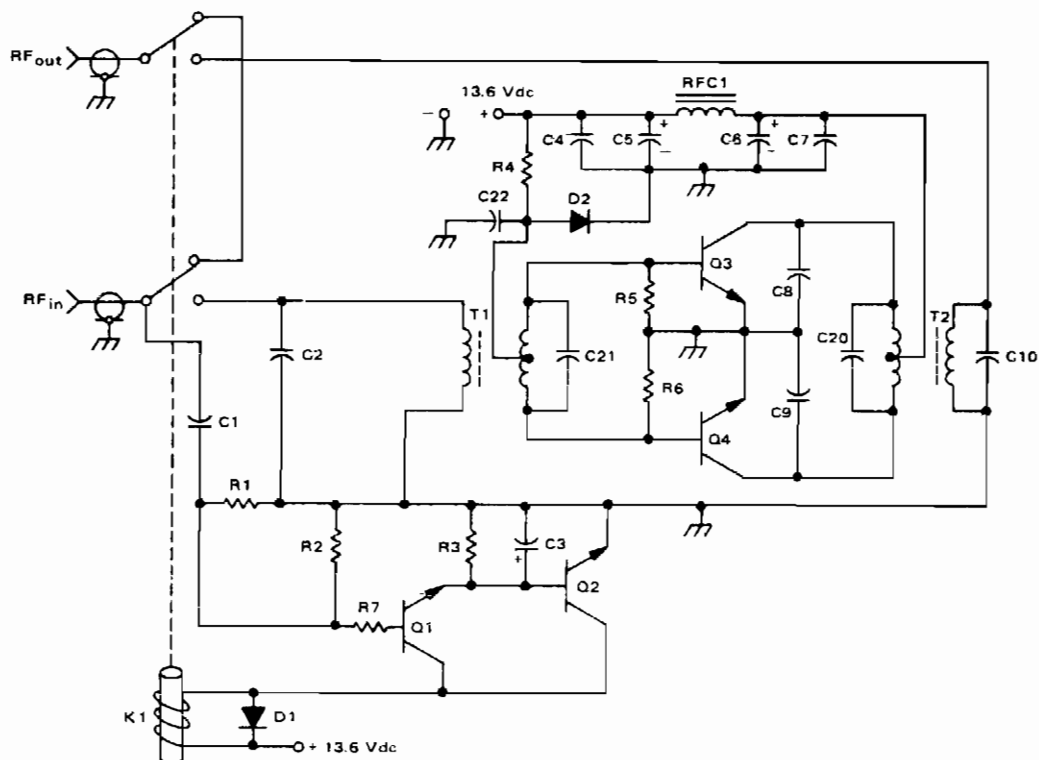 RFout
RFC1
13.6 Vdc
−
+
C4
C5
+
−
C6
+
−
C7
R4
C22
D2
Q3
C8
R5
RFin
T1
C21
C20
T2
C10
C2
R6
C9
Q4
C1
R1
R2
R3
C3
+
Q2
R7
Q1
K1
D1
+ 13.6 Vdc